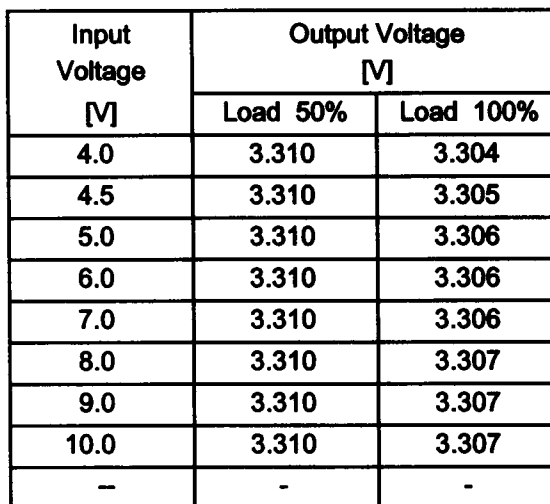 Input Voltage [V] Output Voltage [V]
Load 50% Load 100%
4.0 3.310 3.304
4.5 3.310 3.305
5.0 3.310 3.306
6.0 3.310 3.306
7.0 3.310 3.306
8.0 3.310 3.307
9.0 3.310 3.307
10.0 3.310 3.307
-- - -